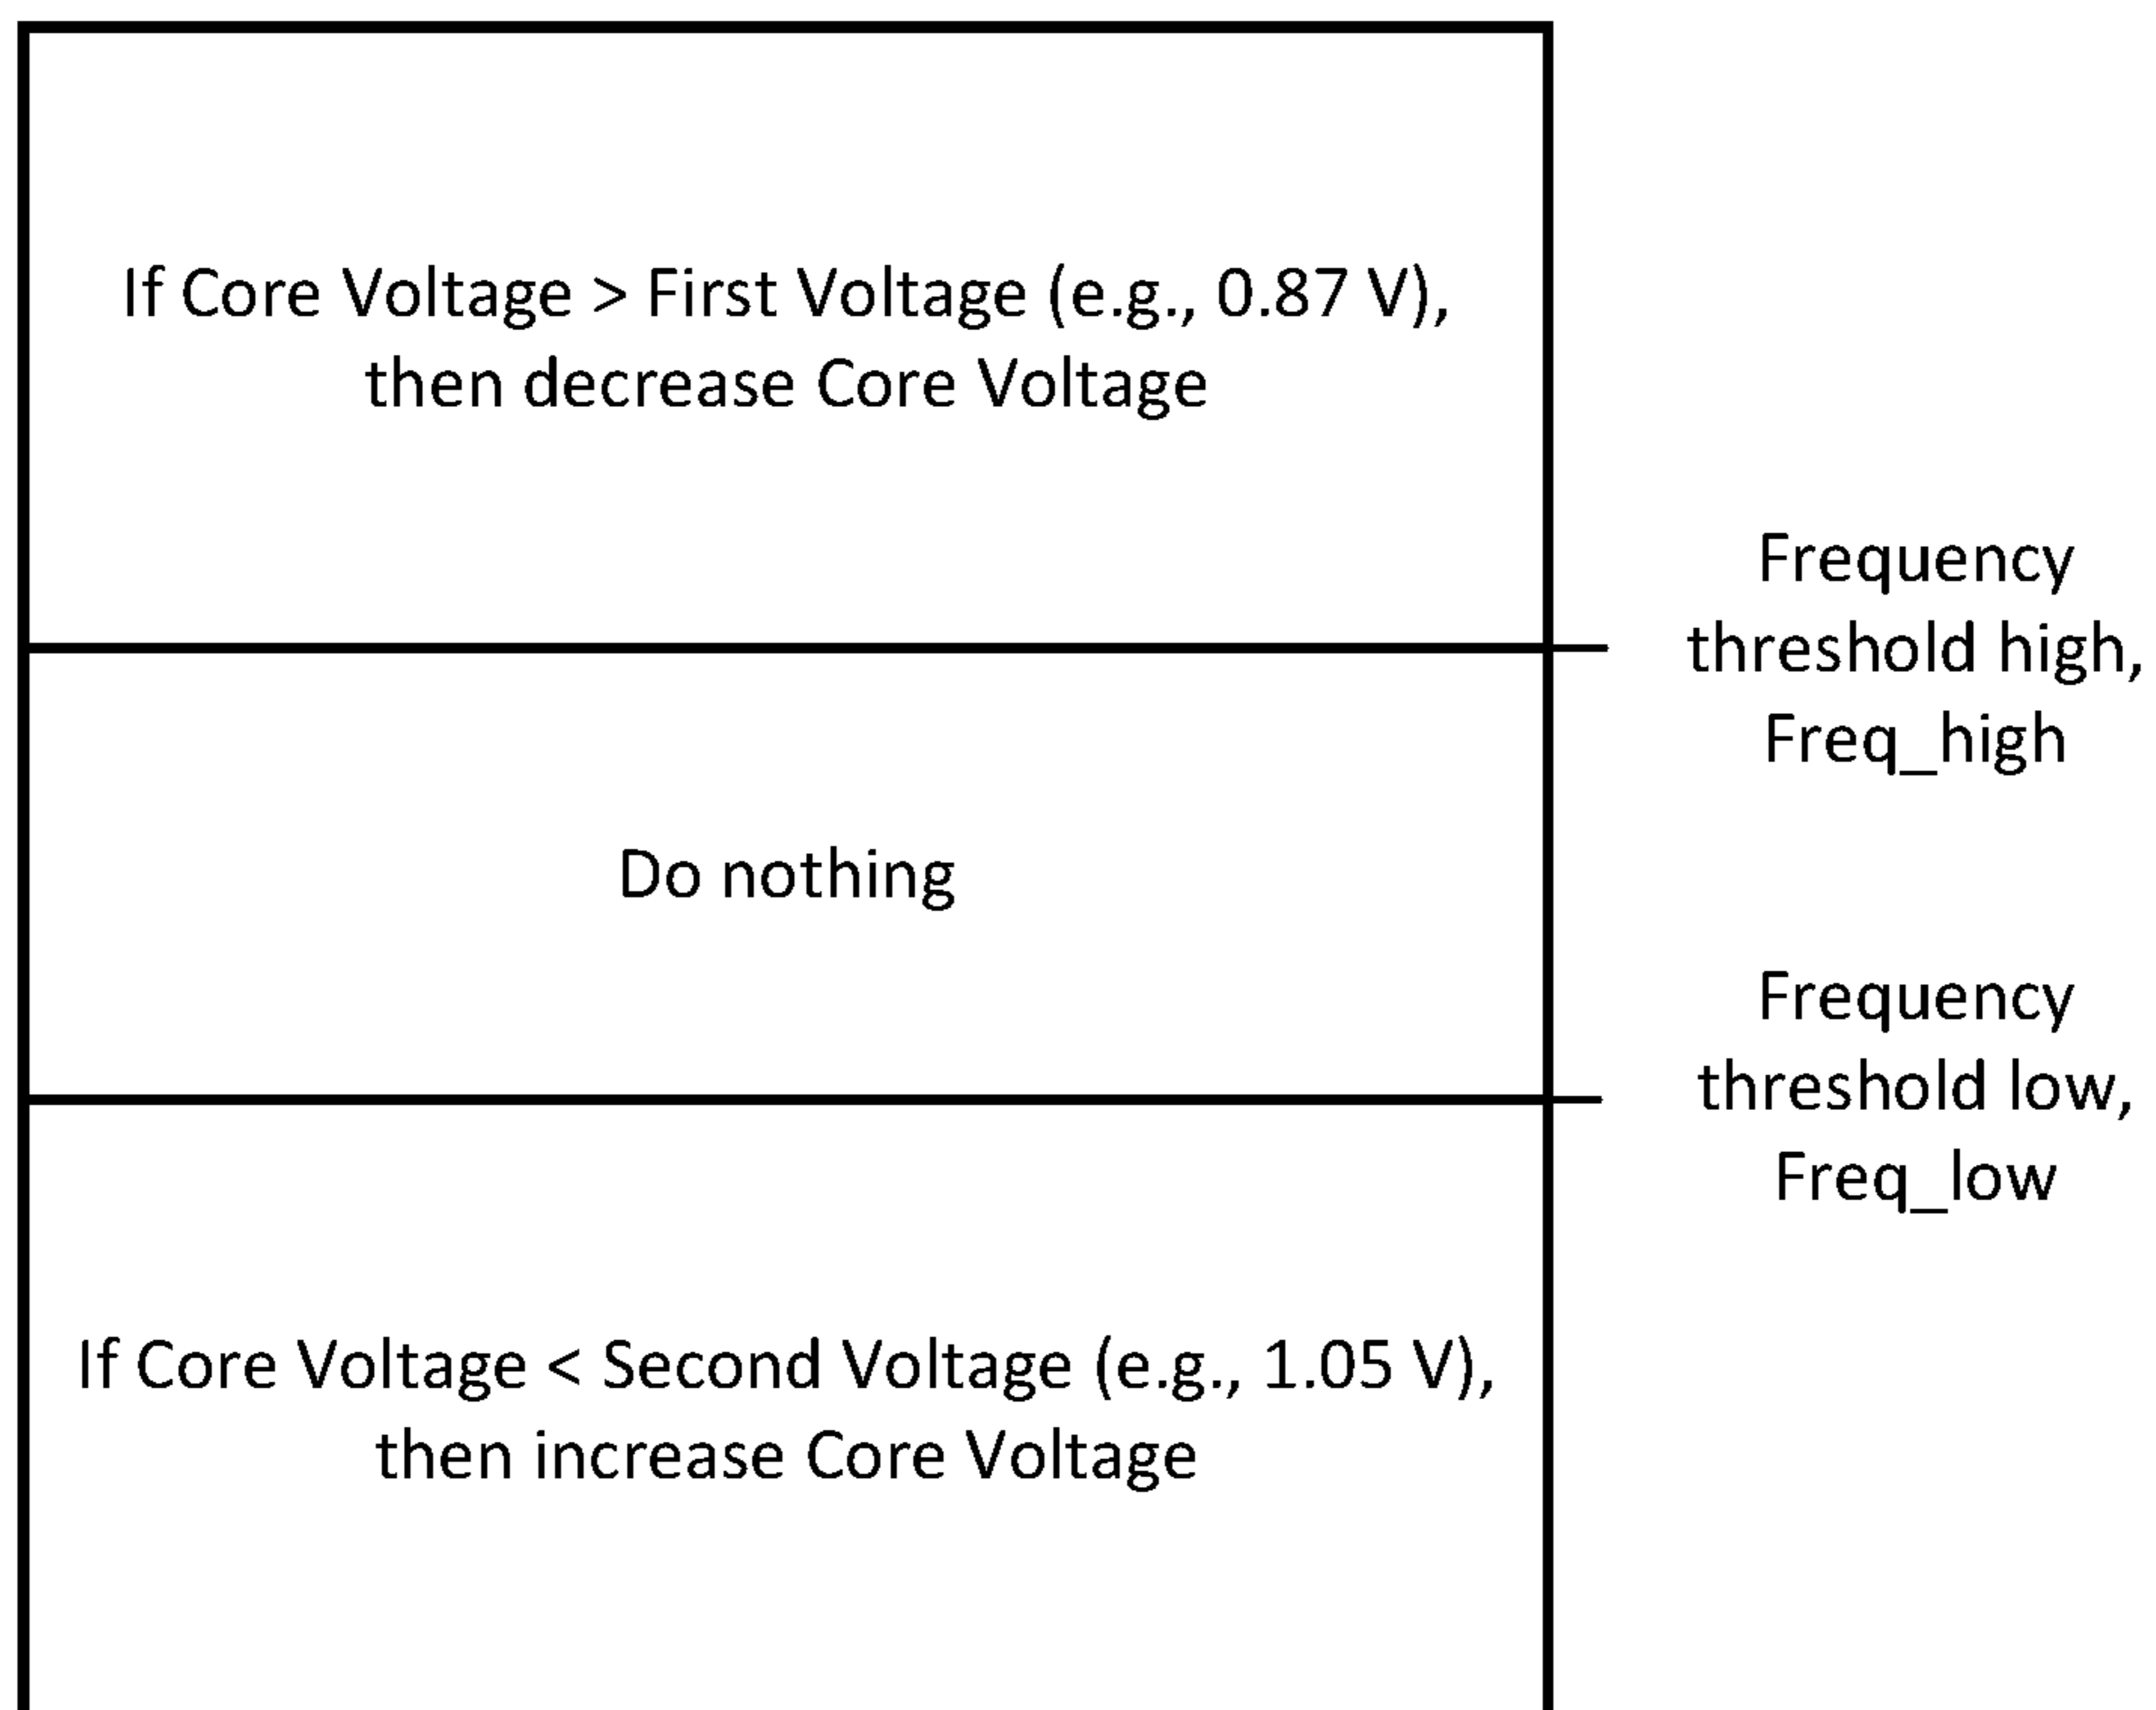 If Core Voltage > First Voltage (e.g., 0.87 V),
then decrease Core Voltage
Frequency
threshold high,
Freq_high
Do nothing
Frequency
threshold low,
Freq_low
If Core Voltage < Second Voltage (e.g., 1.05 V),
then increase Core Voltage